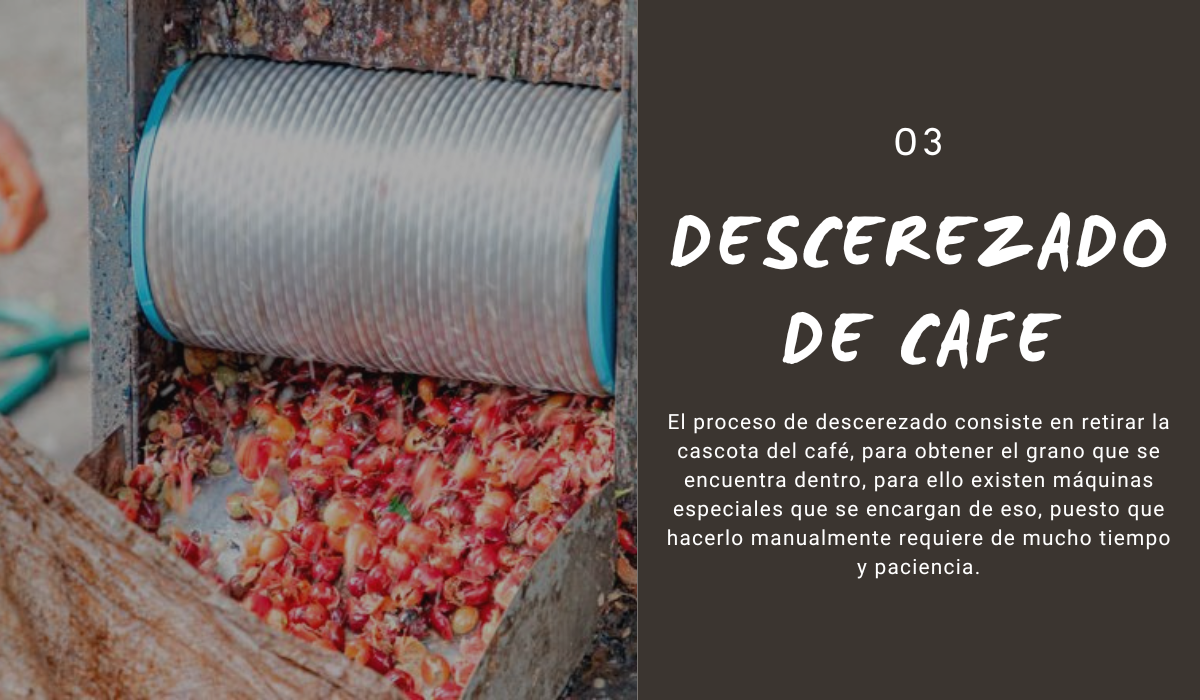 03
DESCEREZADO
DE CAFE
El proceso de descerezado consiste en retirar la
cascota del café, para obtener el grano que se
encuentra dentro, para ello existen máquinas
especiales que se encargan de eso, puesto que
hacerlo manualmente requiere de mucho tiempo
y paciencia.